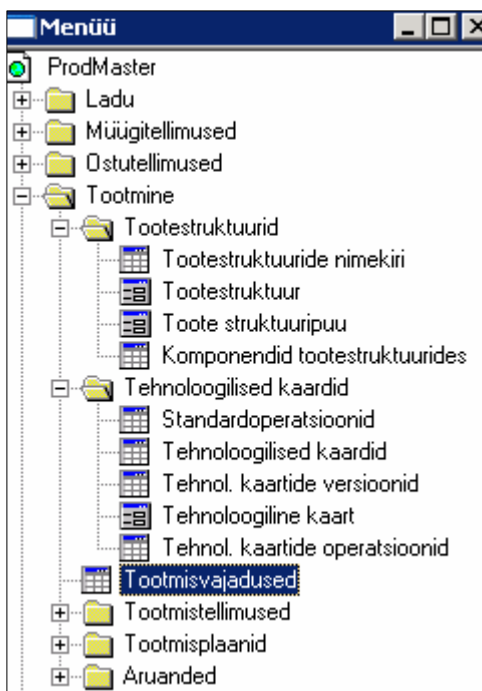 Menüü
ProdMaster
Ladu
Müügitellimused
Ostutellimused
Tootmine
Tootestruktuurid
Tootestruktuuride nimekiri
Tootestruktuur
Toote struktuuripuu
Komponendid tootestruktuurides
Tehnoloogilised kaardid
Standardoperatsioonid
Tehnoloogilised kaardid
Tehnol. kaartide versioonid
Tehnoloogiline kaart
Tehnol. kaartide operatsioonid
Tootmisvajadused
Tootmistellimused
Tootmisplaanid
Aruanded